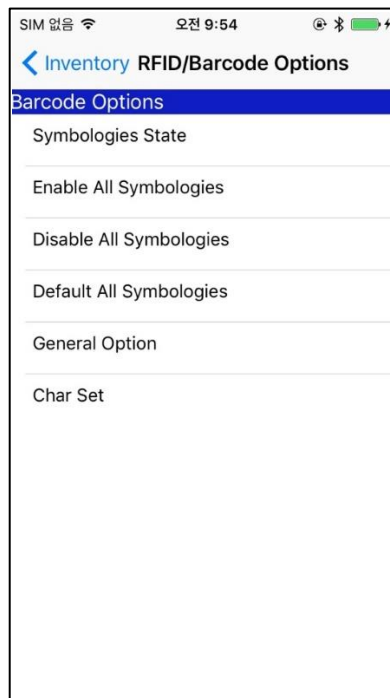 SIM 없음 오전 9:54
Inventory RFID/Barcode Options
Barcode Options
Symbologies State
Enable All Symbologies
Disable All Symbologies
Default All Symbologies
General Option
Char Set